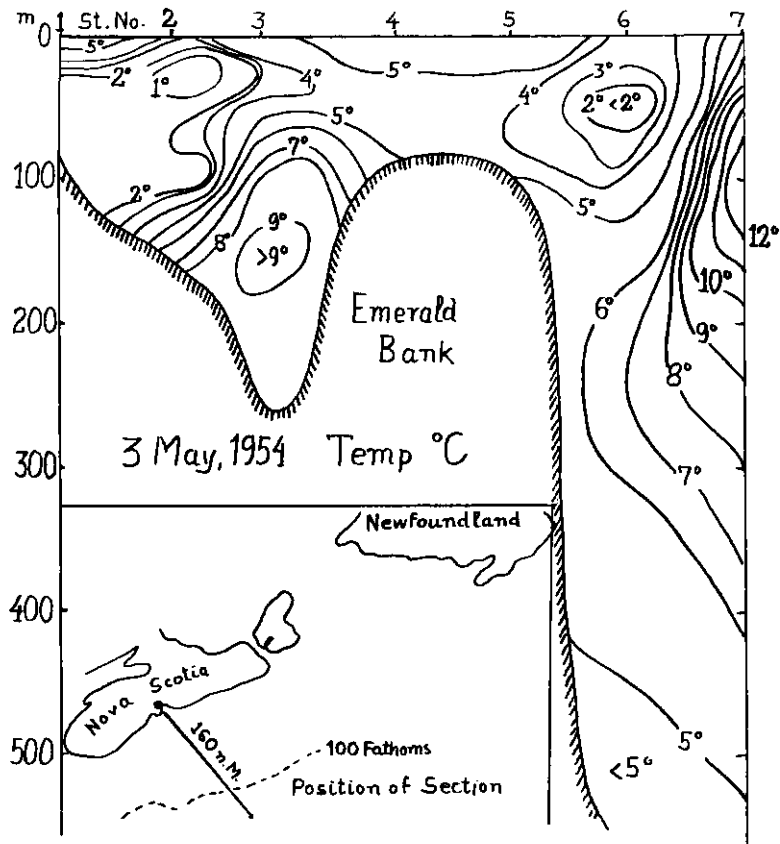 m 1 St. No. 2 3 4 5 6 7
0
5° 2° 1° 4° 5° 4° 3° 2° <2°
5°
7°
100
2° 8° 9° >9° 5° 12°
10°
6°
200
9°
8°
Emerald
Bank
3 May, 1954 Temp °C
300
7°
Newfoundland
400
Nova Scotia
160 n.M.
500
100 Fathoms
Position of Section
5°
<5°